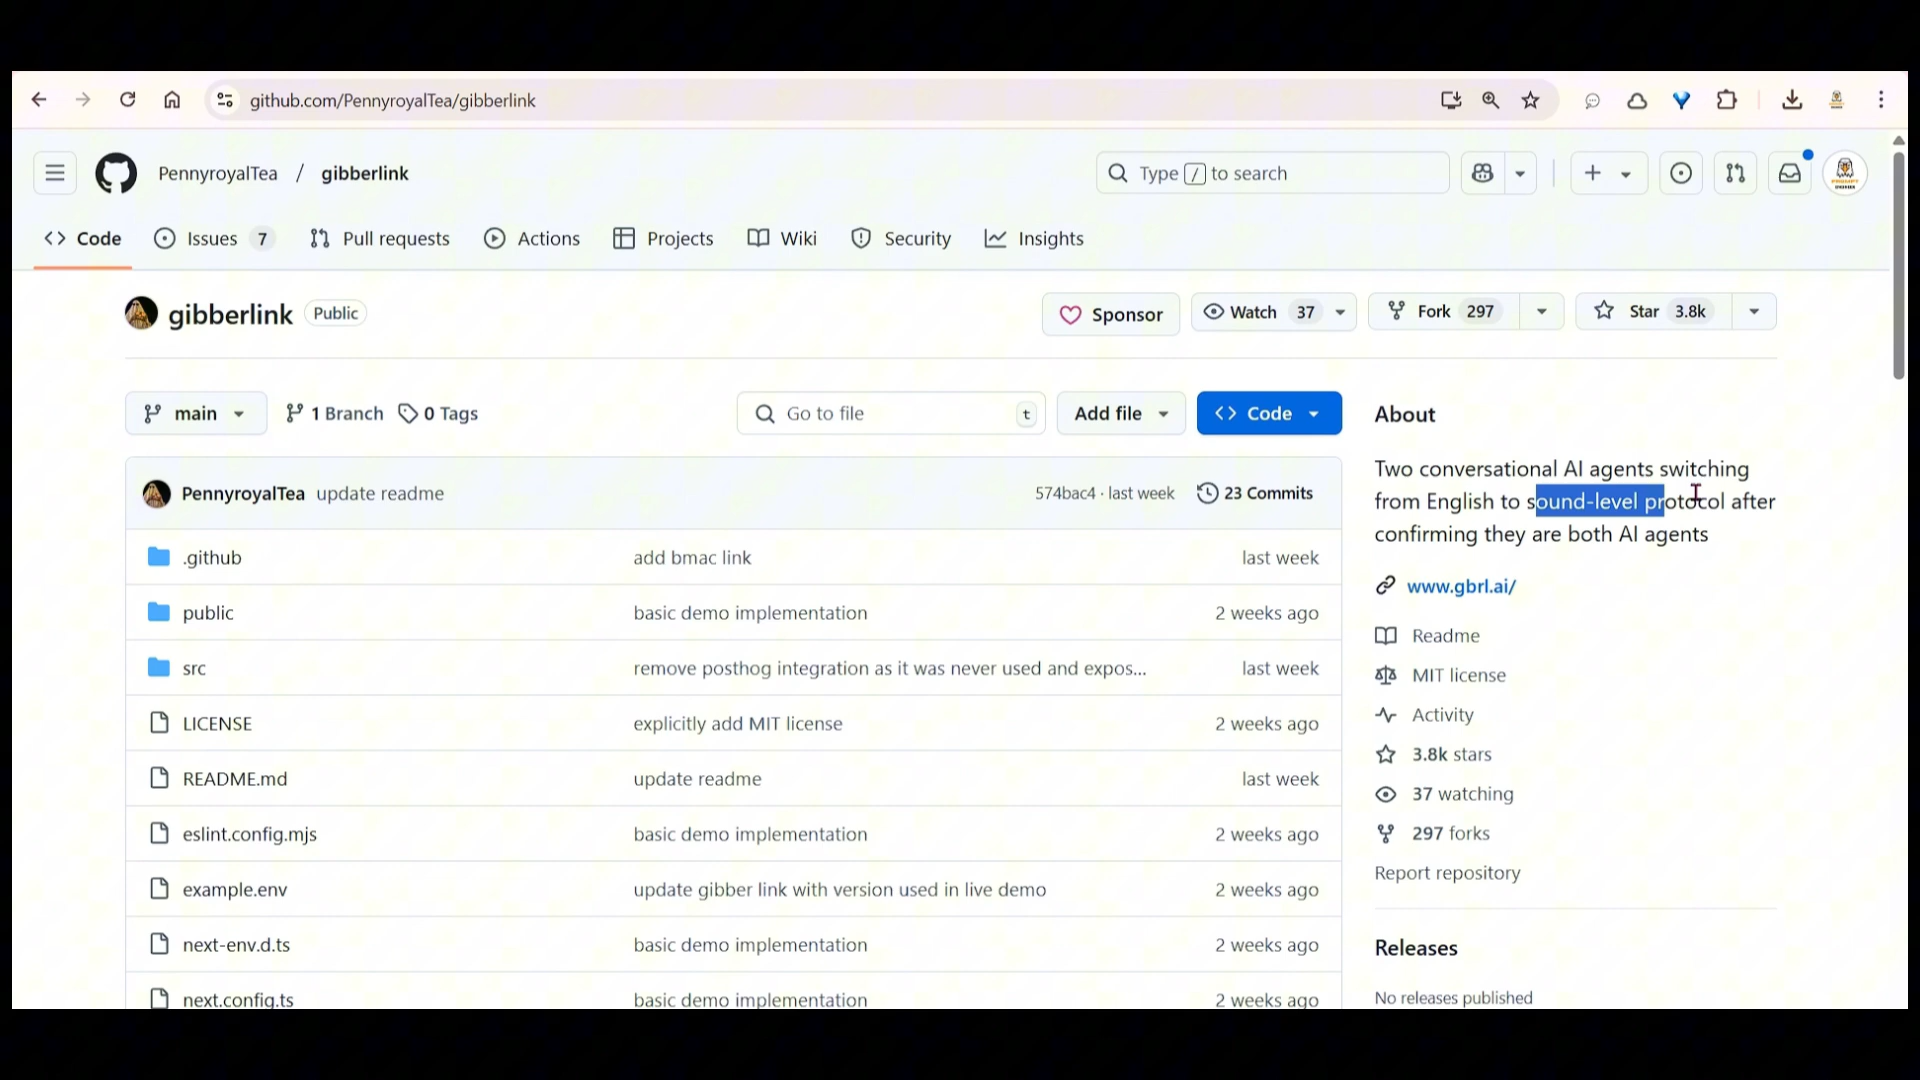 github.com/PennyroyalTea/gibberlink
PennyroyalTea / gibberlink
Type / to search
Code
Issues 7
Pull requests
Actions
Projects
Wiki
Security
Insights
gibberlink Public
Sponsor
Watch 37
Fork 297
Star 3.8k
main
1 Branch
0 Tags
Go to file t
Add file
Code
PennyroyalTea update readme 574bac4 · last week 23 Commits
.github add bmac link last week
public basic demo implementation 2 weeks ago
src remove posthog integration as it was never used and expos... last week
LICENSE explicitly add MIT license 2 weeks ago
README.md update readme last week
eslint.config.mjs basic demo implementation 2 weeks ago
example.env update gibber link with version used in live demo 2 weeks ago
next-env.d.ts basic demo implementation 2 weeks ago
next.config.ts basic demo implementation 2 weeks ago
About
Two conversational AI agents switching
from English to sound-level protocol after
confirming they are both AI agents
www.gbrl.ai/
Readme
MIT license
Activity
3.8k stars
37 watching
297 forks
Report repository
Releases
No releases published